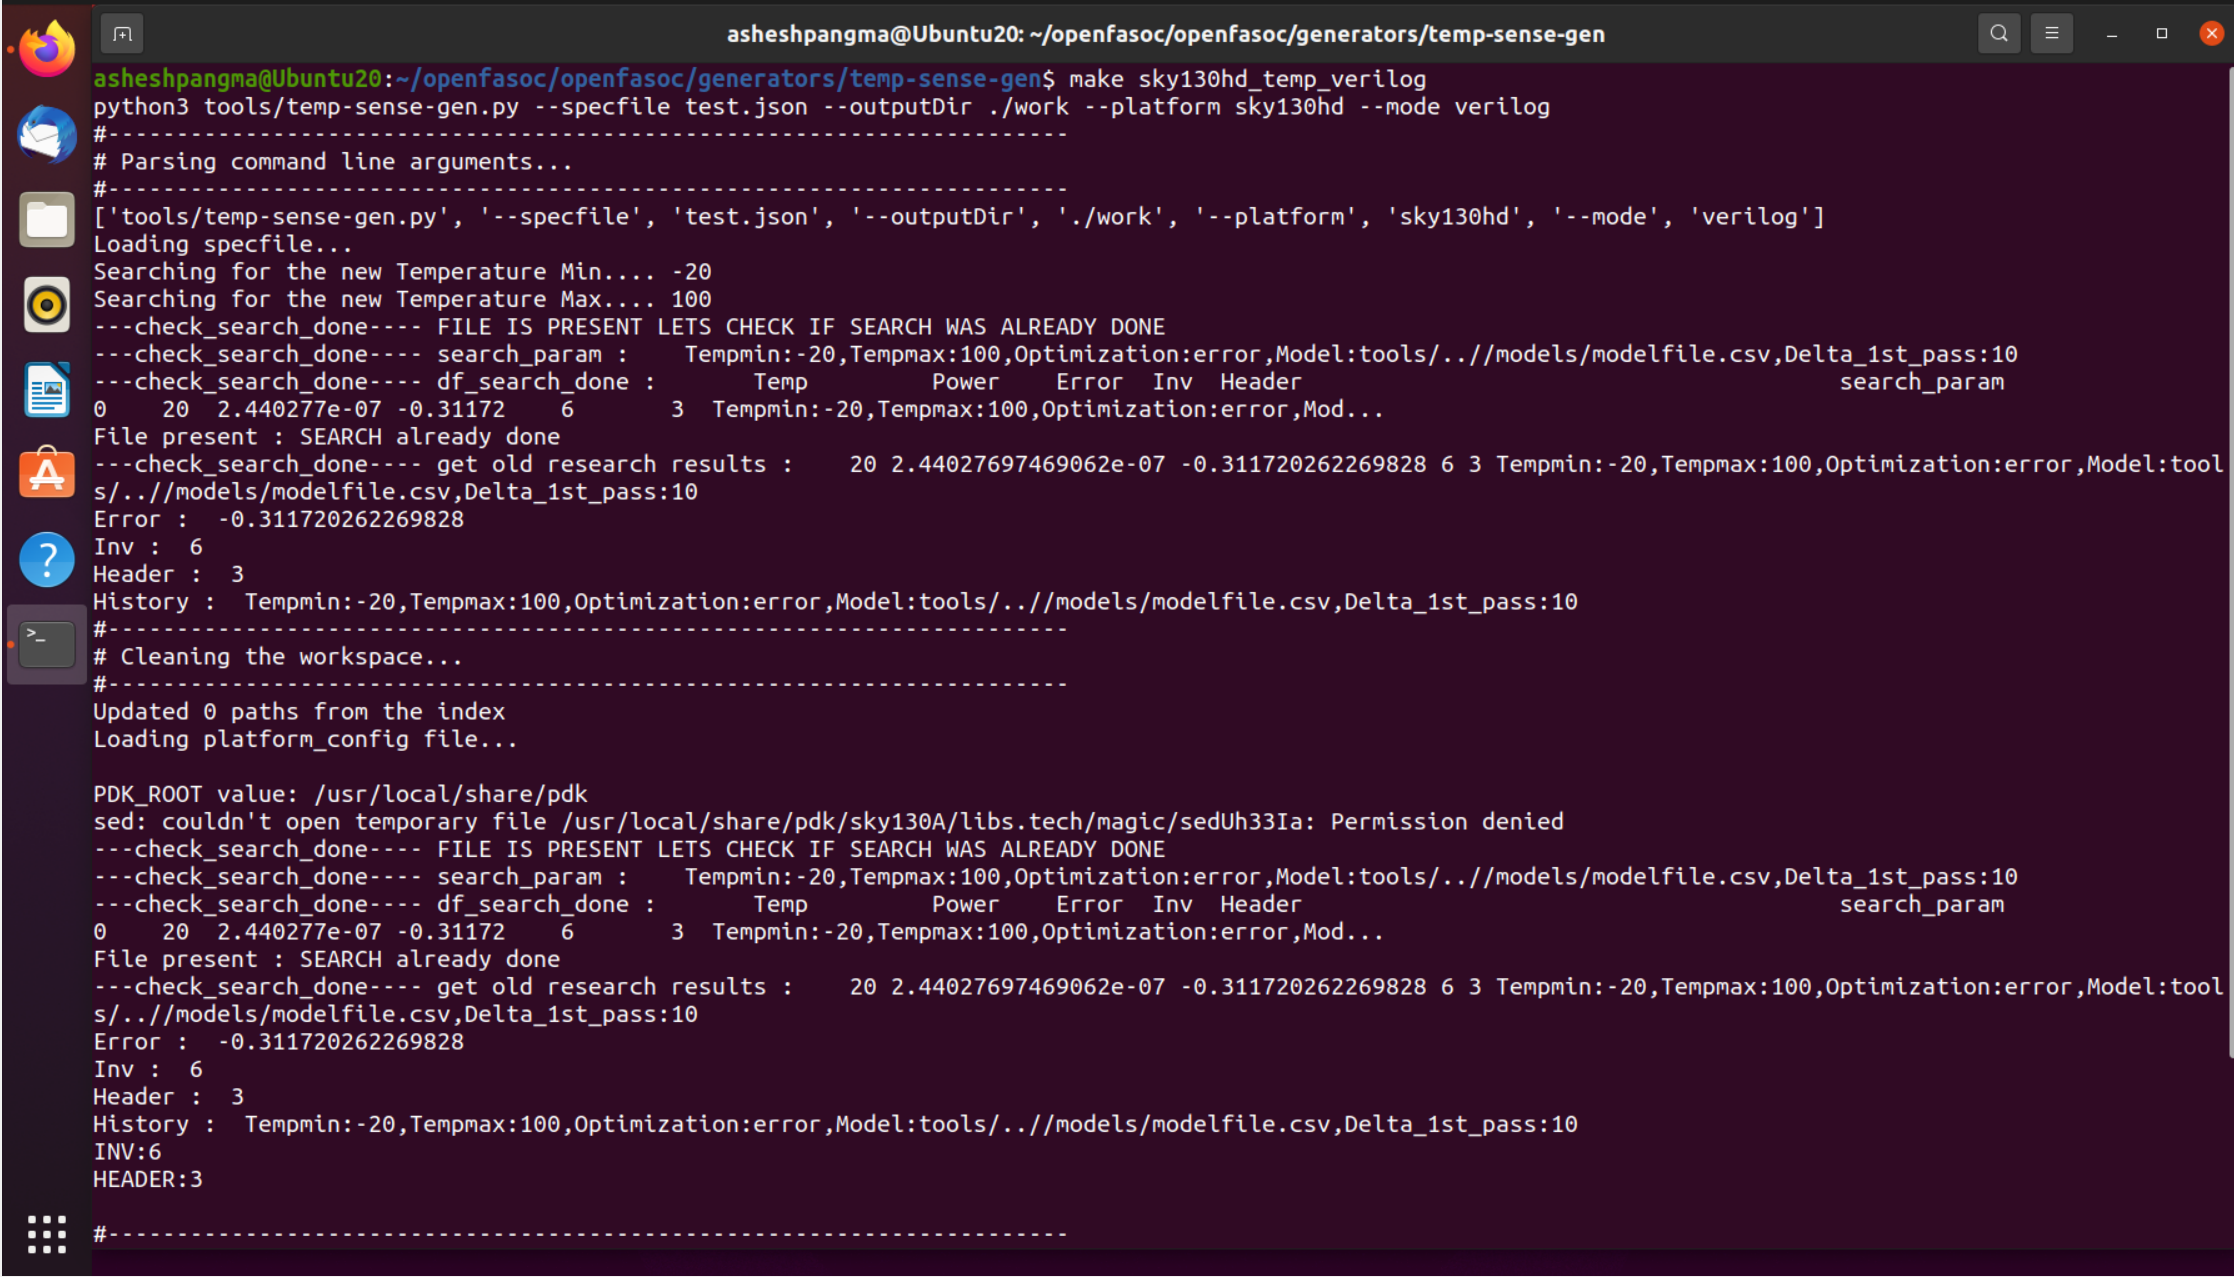 asheshpangma@Ubuntu20: ~/openfasoc/openfasoc/generators/temp-sense-gen
asheshpangma@Ubuntu20:~/openfasoc/openfasoc/generators/temp-sense-gen$ make sky130hd_temp_verilog
python3 tools/temp-sense-gen.py --specfile test.json --outputDir ./work --platform sky130hd --mode verilog
#----------------------------------------------------------------------
# Parsing command line arguments...
#----------------------------------------------------------------------
['tools/temp-sense-gen.py', '--specfile', 'test.json', '--outputDir', './work', '--platform', 'sky130hd', '--mode', 'verilog']
Loading specfile...
Searching for the new Temperature Min.... -20
Searching for the new Temperature Max.... 100
---check_search_done---- FILE IS PRESENT LETS CHECK IF SEARCH WAS ALREADY DONE
---check_search_done---- search_param :    Tempmin:-20,Tempmax:100,Optimization:error,Model:tools/..//models/modelfile.csv,Delta_1st_pass:10
---check_search_done---- df_search_done :       Temp         Power    Error  Inv  Header                                       search_param
0    20  2.440277e-07 -0.31172    6       3  Tempmin:-20,Tempmax:100,Optimization:error,Mod...
File present : SEARCH already done
---check_search_done---- get old research results :    20 2.44027697469062e-07 -0.311720262269828 6 3 Tempmin:-20,Tempmax:100,Optimization:error,Model:tool
s/..//models/modelfile.csv,Delta_1st_pass:10
Error :  -0.311720262269828
Inv :  6
Header :  3
History :  Tempmin:-20,Tempmax:100,Optimization:error,Model:tools/..//models/modelfile.csv,Delta_1st_pass:10
#----------------------------------------------------------------------
# Cleaning the workspace...
#----------------------------------------------------------------------
Updated 0 paths from the index
Loading platform_config file...
PDK_ROOT value: /usr/local/share/pdk
sed: couldn't open temporary file /usr/local/share/pdk/sky130A/libs.tech/magic/sedUh33Ia: Permission denied
---check_search_done---- FILE IS PRESENT LETS CHECK IF SEARCH WAS ALREADY DONE
---check_search_done---- search_param :    Tempmin:-20,Tempmax:100,Optimization:error,Model:tools/..//models/modelfile.csv,Delta_1st_pass:10
---check_search_done---- df_search_done :       Temp         Power    Error  Inv  Header                                       search_param
0    20  2.440277e-07 -0.31172    6       3  Tempmin:-20,Tempmax:100,Optimization:error,Mod...
File present : SEARCH already done
---check_search_done---- get old research results :    20 2.44027697469062e-07 -0.311720262269828 6 3 Tempmin:-20,Tempmax:100,Optimization:error,Model:tool
s/..//models/modelfile.csv,Delta_1st_pass:10
Error :  -0.311720262269828
Inv :  6
Header :  3
History :  Tempmin:-20,Tempmax:100,Optimization:error,Model:tools/..//models/modelfile.csv,Delta_1st_pass:10
INV:6
HEADER:3
#----------------------------------------------------------------------